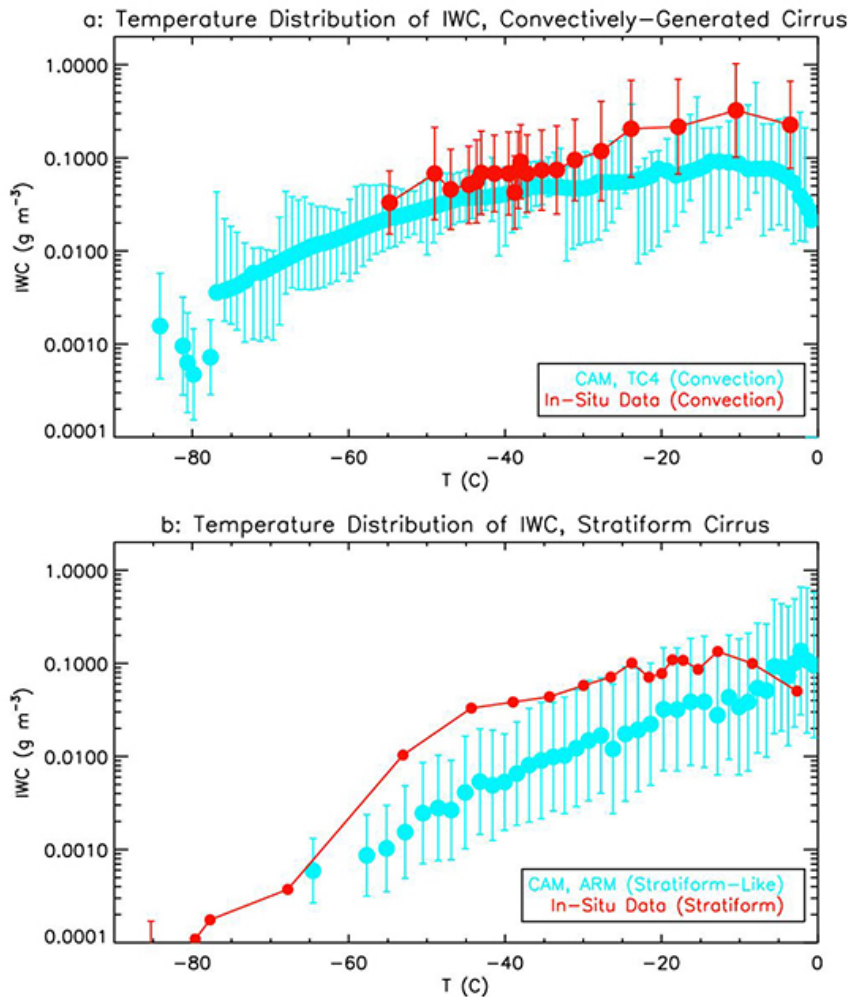 a: Temperature Distribution of IWC, Convectively-Generated Cirrus
1.0000
0.1000
0.0100
0.0010
0.0001
IWC (g m⁻³)
CAM, TC4 (Convection)
In-Situ Data (Convection)
-80 -60 -40 -20 0
T (C)
b: Temperature Distribution of IWC, Stratiform Cirrus
1.0000
0.1000
0.0100
0.0010
0.0001
IWC (g m⁻³)
CAM, ARM (Stratiform-Like)
In-Situ Data (Stratiform)
-80 -60 -40 -20 0
T (C)